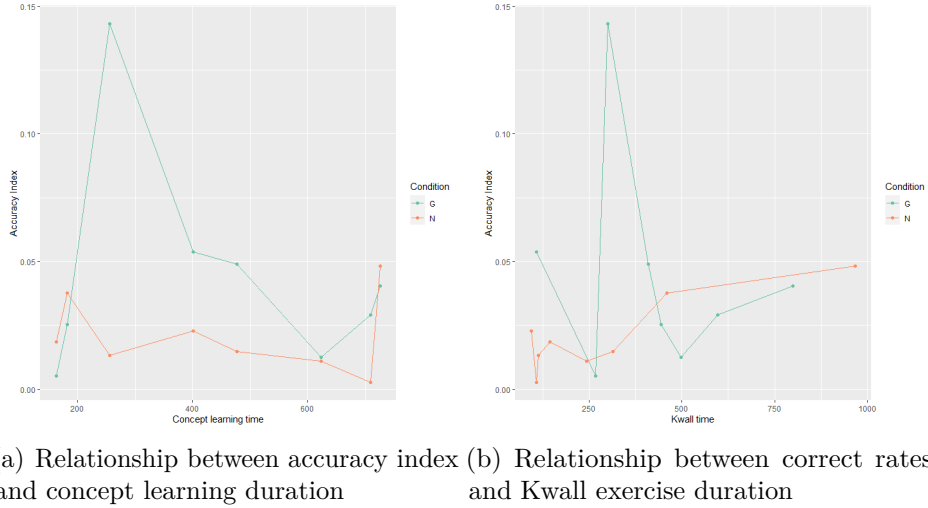 0.15
0.10
0.05
0.00
Accuracy Index
200
400
600
Concept learning time
Condition
G
N
0.15
0.10
0.05
0.00
Accuracy Index
250
500
750
1000
Kwall time
Condition
G
N
a) Relationship between accuracy index
and concept learning duration
(b) Relationship between correct rates
and Kwall exercise duration